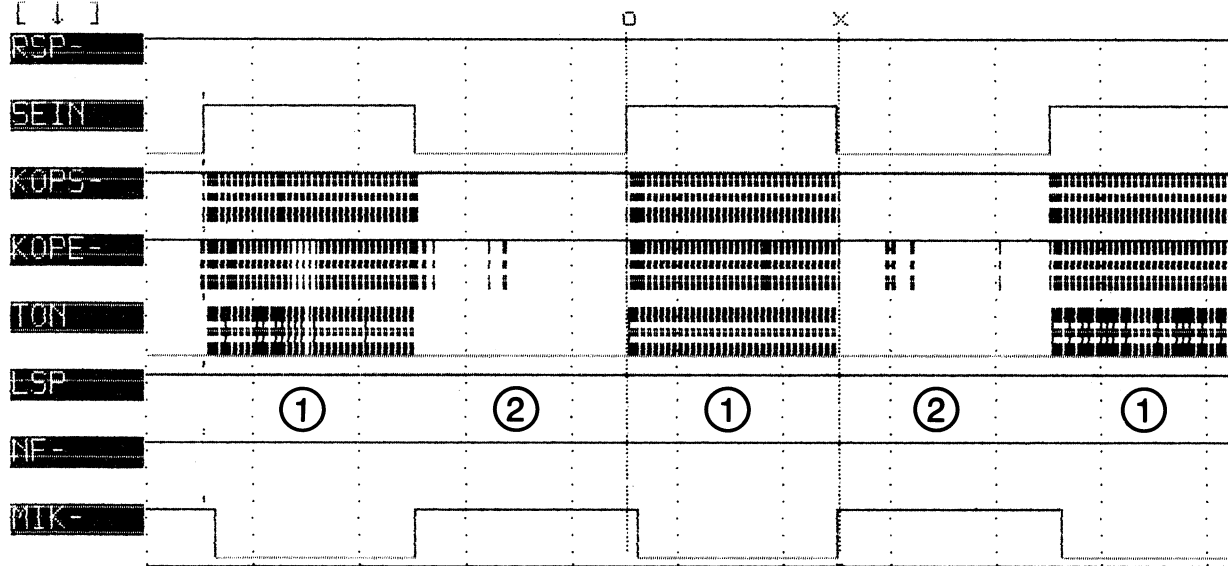 [ ↓ ]
o x
RSP-
SEIN
KOPS-
KOPE-
TON
LSP
① ② ① ② ①
NF-
MIK-